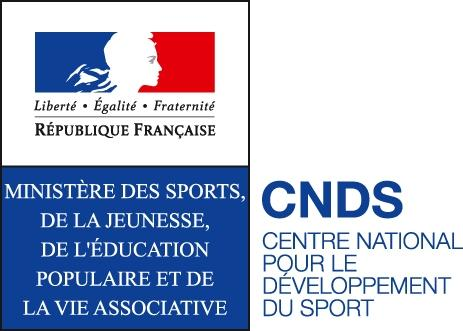 Liberté • Égalité • Fraternité
RÉPUBLIQUE FRANÇAISE
MINISTÈRE DES SPORTS,
DE LA JEUNESSE,
DE L'ÉDUCATION
POPULAIRE ET DE
LA VIE ASSOCIATIVE
CNDS
CENTRE NATIONAL
POUR LE
DÉVELOPPEMENT
DU SPORT